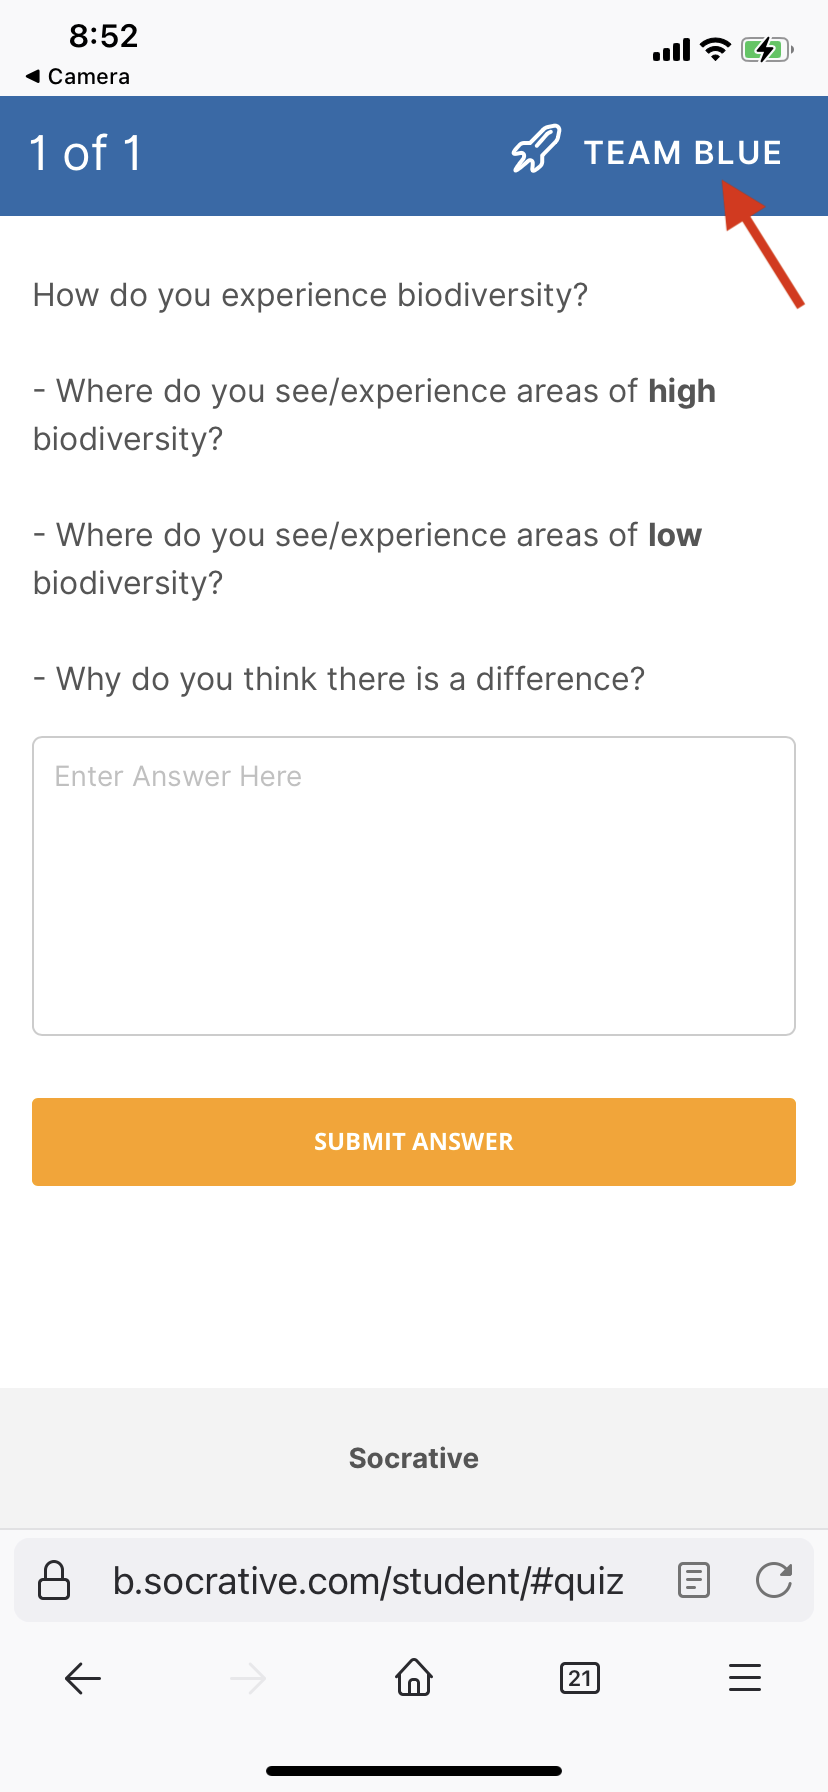 8:52
◀ Camera
1 of 1
TEAM BLUE
How do you experience biodiversity?
- Where do you see/experience areas of high
biodiversity?
- Where do you see/experience areas of low
biodiversity?
- Why do you think there is a difference?
Enter Answer Here
SUBMIT ANSWER
Socrative
b.socrative.com/student/#quiz
21